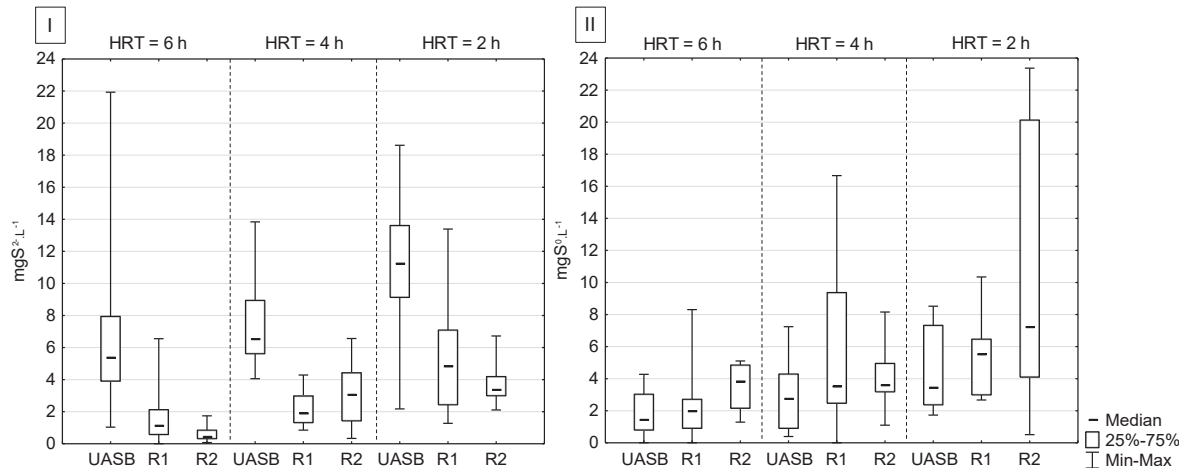 I
HRT = 6 h HRT = 4 h HRT = 2 h
24
22
20
18
16
14
12
10
8
6
4
2
0
mgS²⁻.L⁻¹
UASB R1 R2 UASB R1 R2 UASB R1 R2
II
HRT = 6 h HRT = 4 h HRT = 2 h
24
22
20
18
16
14
12
10
8
6
4
2
0
mgS⁰.L⁻¹
UASB R1 R2 UASB R1 R2 UASB R1 R2
Median
25%-75%
Min-Max